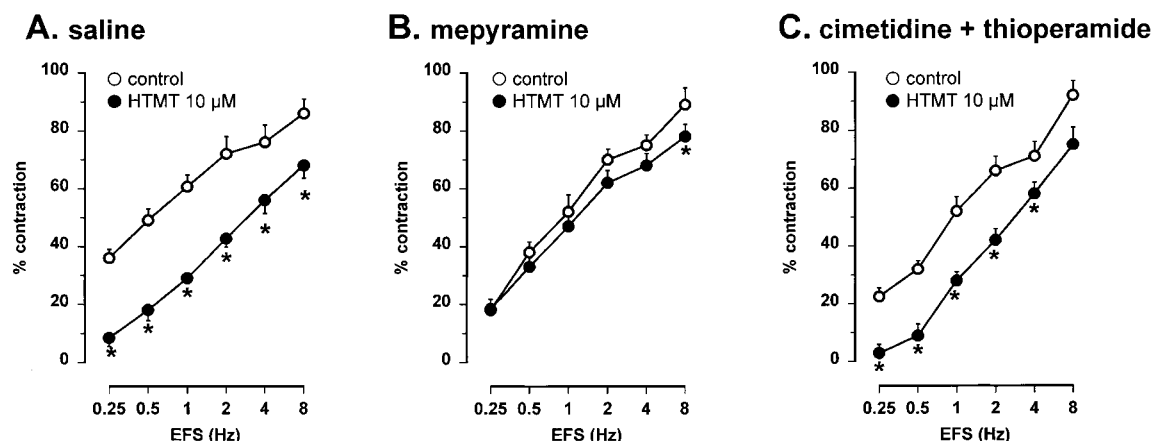 A. saline
B. mepyramine
C. cimetidine + thioperamide
100
80
60
40
20
0
% contraction
control
HTMT 10 µM
*
*
*
*
*
*
0.25 0.5 1 2 4 8
EFS (Hz)
100
80
60
40
20
0
% contraction
control
HTMT 10 µM
*
0.25 0.5 1 2 4 8
EFS (Hz)
100
80
60
40
20
0
% contraction
control
HTMT 10 µM
*
*
*
*
*
0.25 0.5 1 2 4 8
EFS (Hz)